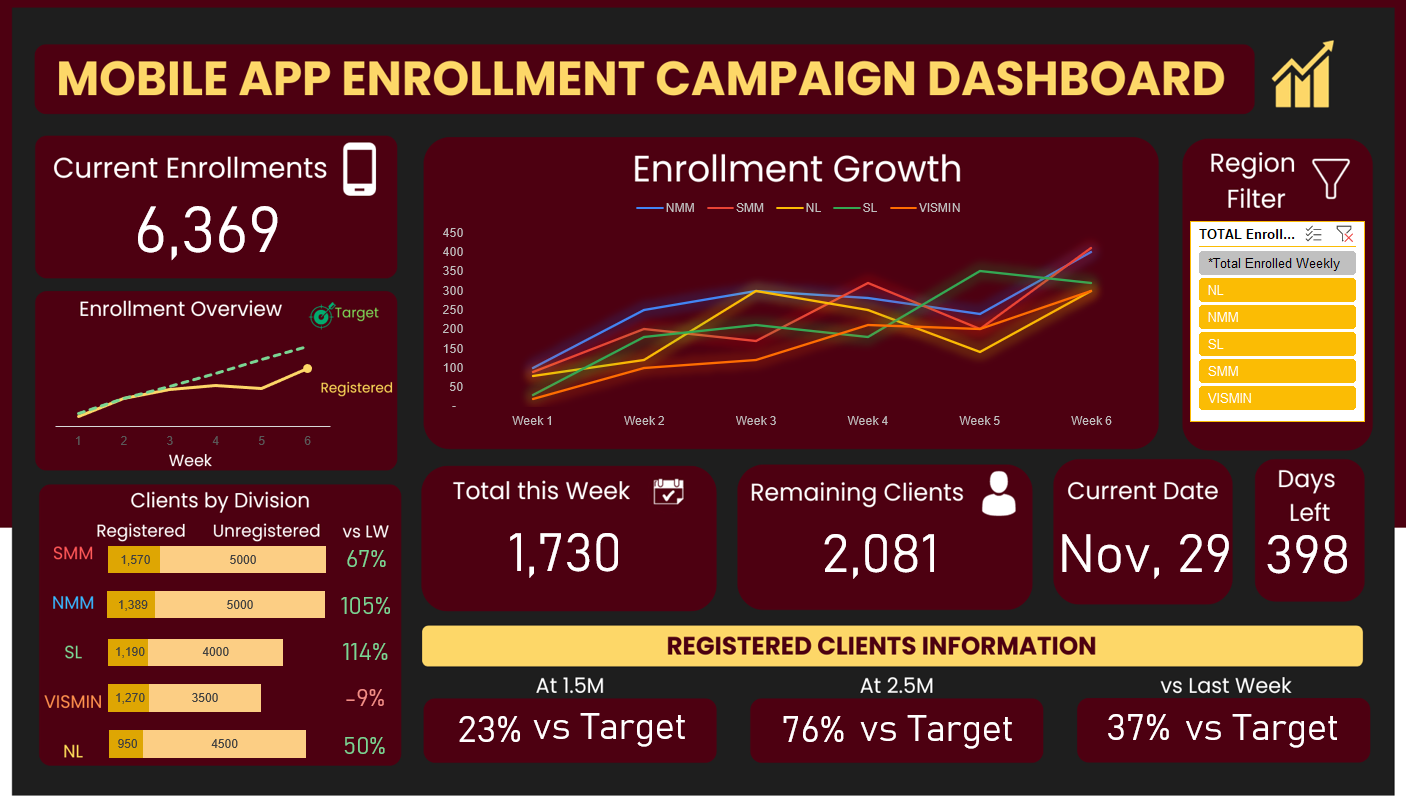 MOBILE APP ENROLLMENT CAMPAIGN DASHBOARD
Current Enrollments
6,369
Enrollment Overview
Target
Registered
1 2 3 4 5 6
Week
Clients by Division
Registered Unregistered vs LW
SMM 1,570 5000 67%
NMM 1,389 5000 105%
SL 1,190 4000 114%
VISMIN 1,270 3500 -9%
NL 950 4500 50%
Enrollment Growth
NMM SMM NL SL VISMIN
450
400
350
300
250
200
150
100
50
-
Week 1 Week 2 Week 3 Week 4 Week 5 Week 6
Region
Filter
TOTAL Enroll...
*Total Enrolled Weekly
NL
NMM
SL
SMM
VISMIN
Total this Week
1,730
Remaining Clients
2,081
Current Date
Nov, 29
Days
Left
398
REGISTERED CLIENTS INFORMATION
At 1.5M
23% vs Target
At 2.5M
76% vs Target
vs Last Week
37% vs Target